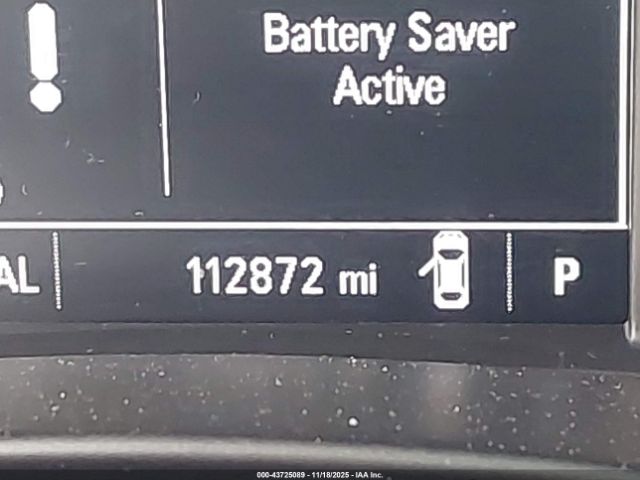 Battery Saver
Active
AL
112872 mi
P
000-43725089 - 11/18/2025 - IAA Inc.